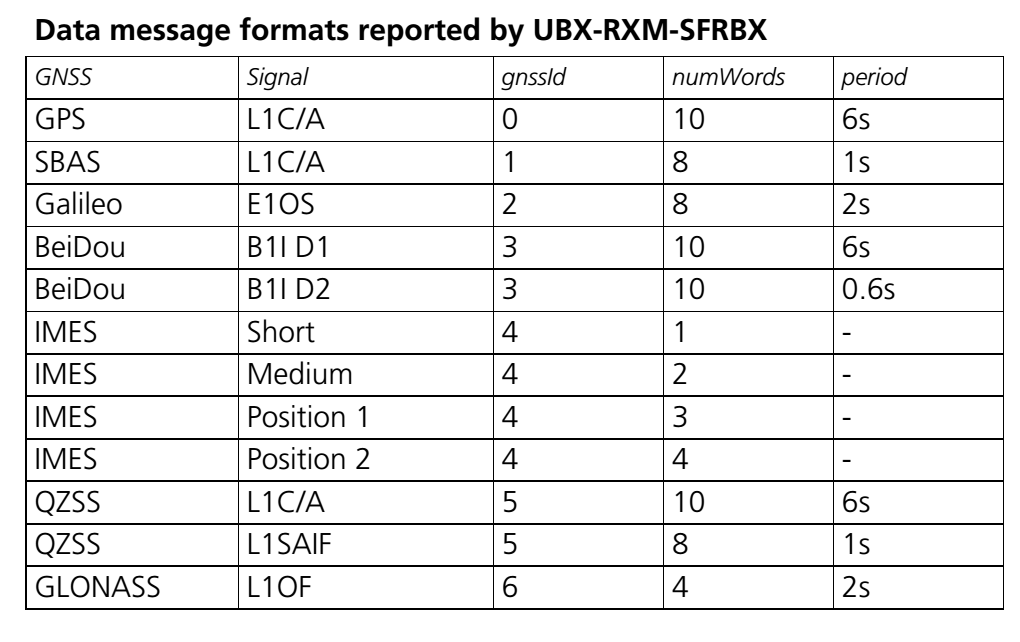 Data message formats reported by UBX-RXM-SFRBX
GNSS Signal gnssId numWords period
GPS L1C/A 0 10 6s
SBAS L1C/A 1 8 1s
Galileo E1OS 2 8 2s
BeiDou B1I D1 3 10 6s
BeiDou B1I D2 3 10 0.6s
IMES Short 4 1 -
IMES Medium 4 2 -
IMES Position 1 4 3 -
IMES Position 2 4 4 -
QZSS L1C/A 5 10 6s
QZSS L1SAIF 5 8 1s
GLONASS L1OF 6 4 2s